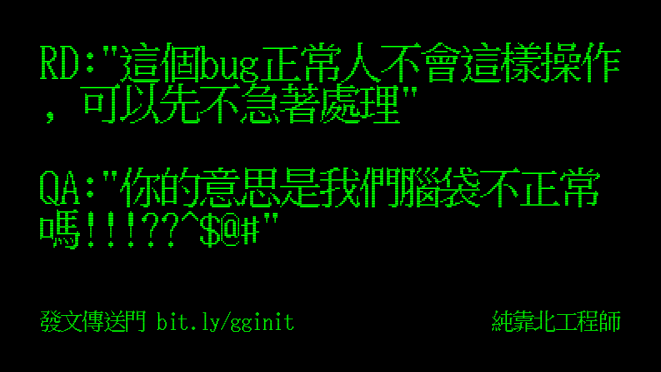 RD:"這個bug正常人不會這樣操作
, 可以先不急著處理"
QA:"你的意思是我們腦袋不正常
嗎!!!??^$@#"
發文傳送門 bit.ly/gginit
純靠北工程師